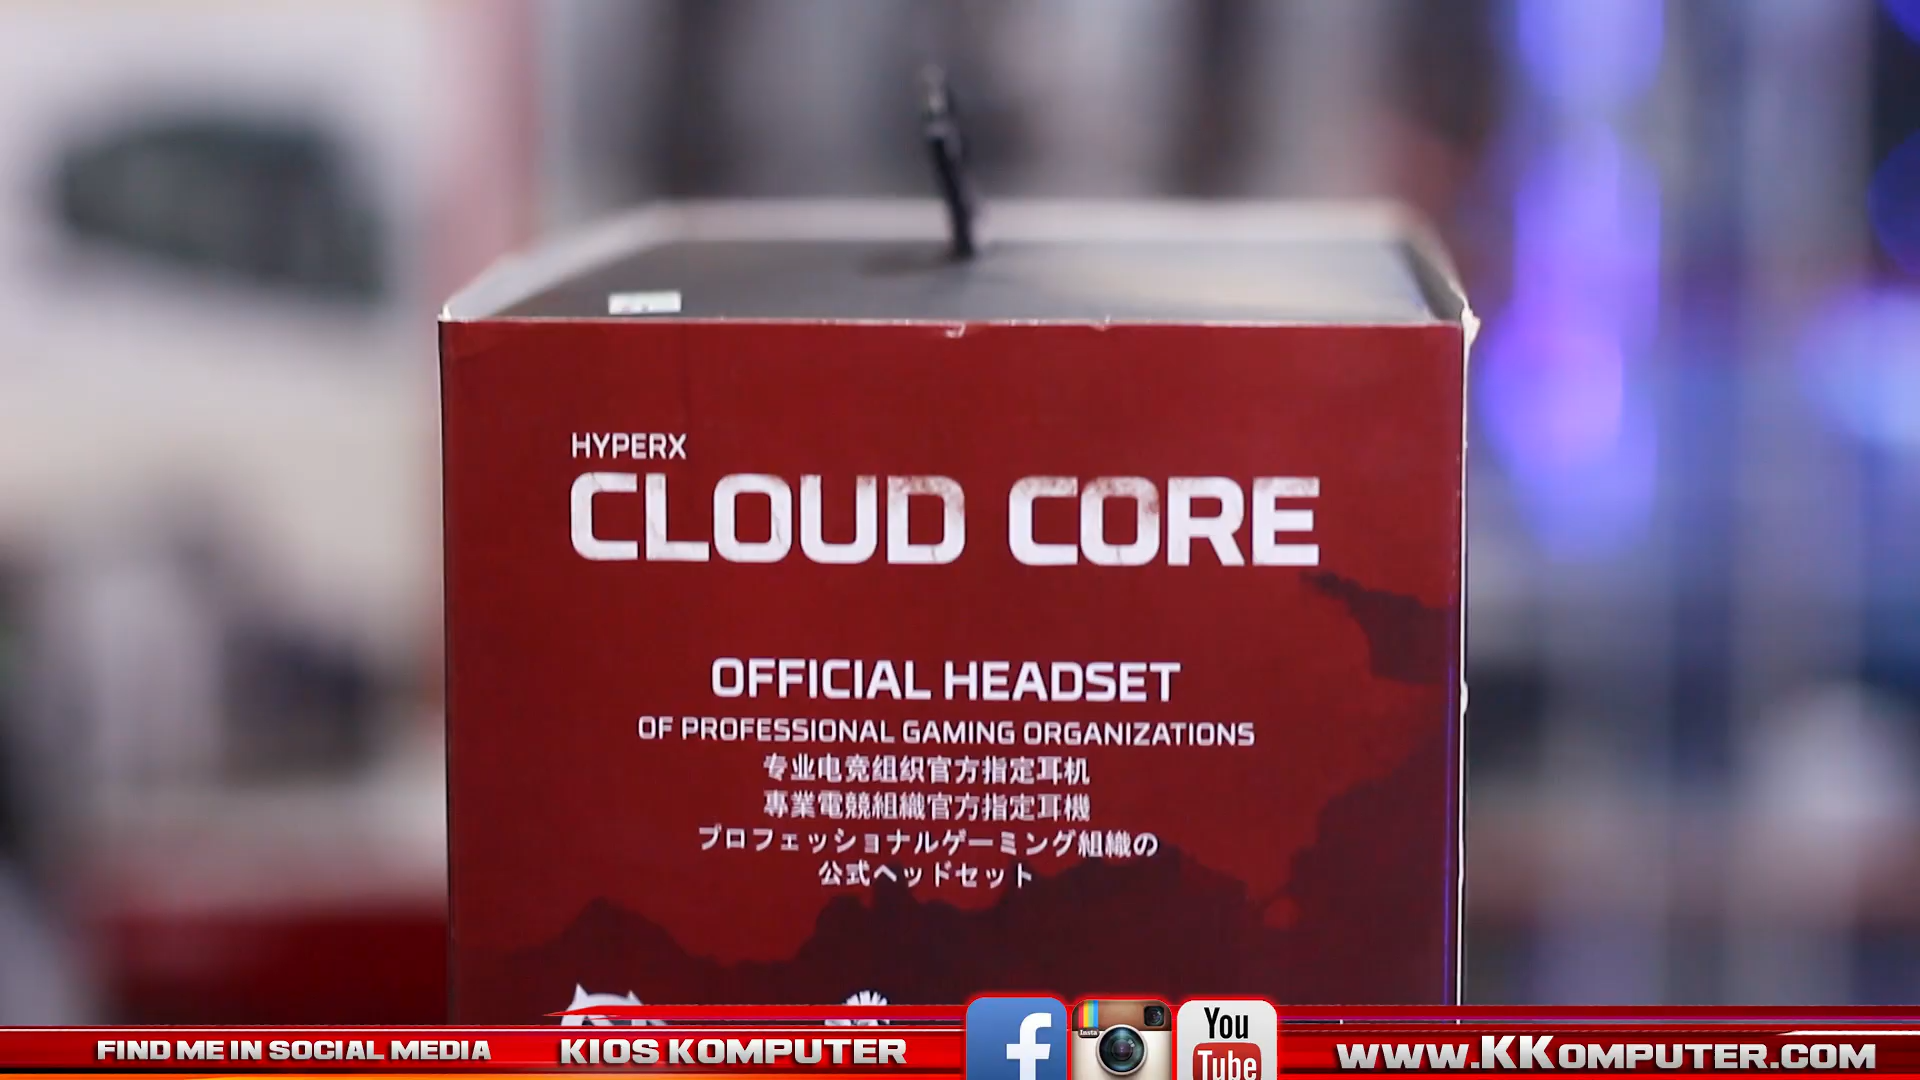 HYPERX
CLOUD CORE
OFFICIAL HEADSET
OF PROFESSIONAL GAMING ORGANIZATIONS
专业电竞组织官方指定耳机
專業電競組織官方指定耳機
プロフェッショナルゲーミング組織の
公式ヘッドセット
FIND ME IN SOCIAL MEDIA
KIOS KOMPUTER
f
Insta
You
Tube
WWW.KKOMPUTER.COM